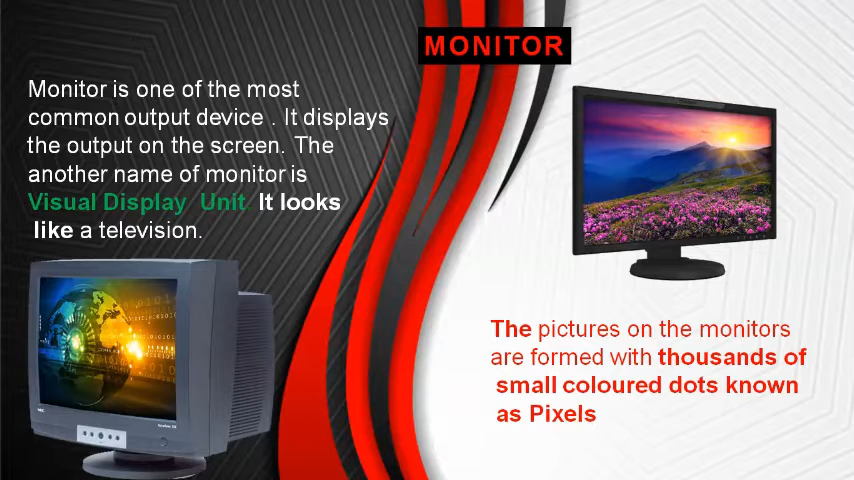 MONITOR
Monitor is one of the most
common output device . It displays
the output on the screen. The
another name of monitor is
Visual Display Unit. It looks
like a television.
The pictures on the monitors
are formed with thousands of
small coloured dots known
as Pixels
NEC